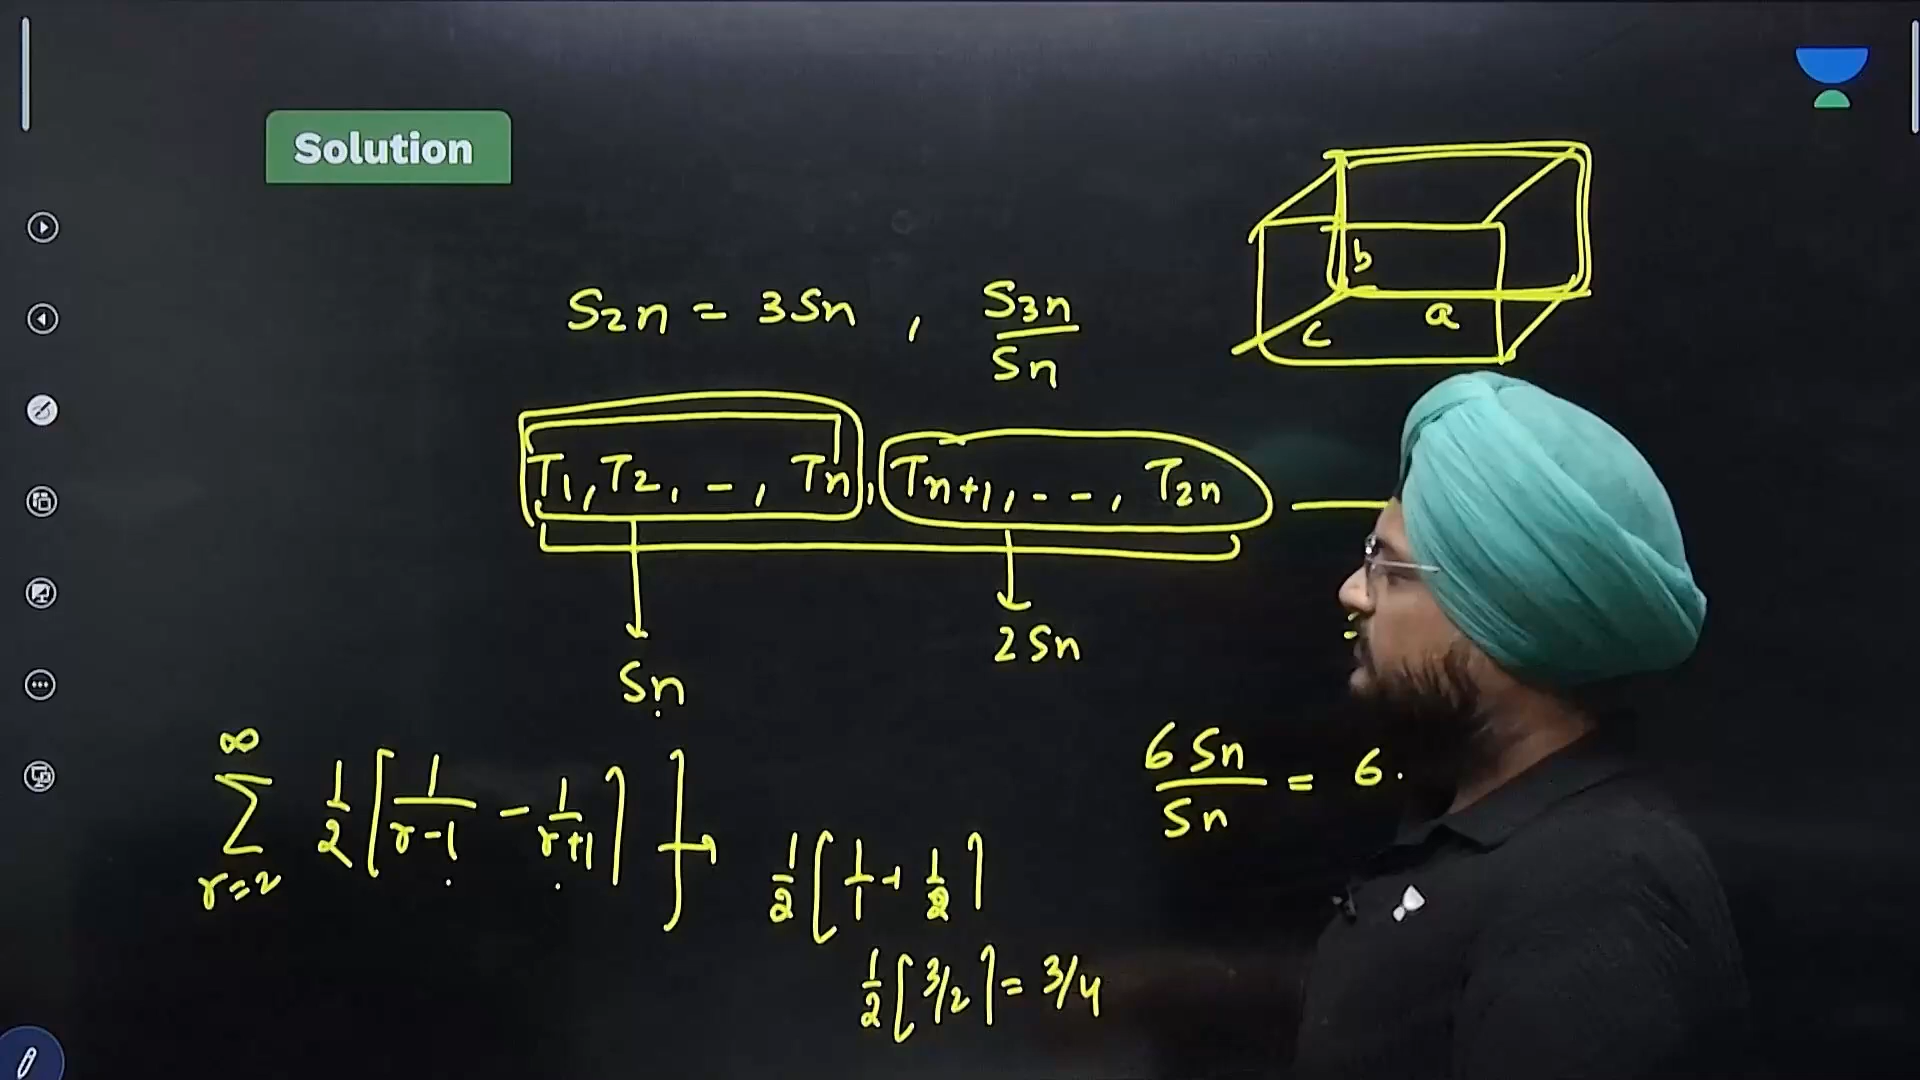 Solution
S2n = 3Sn , S3n/Sn
b
a
c
T1, T2, - , Tn, Tn+1, - - , T2n
Sn
2Sn
6Sn/Sn = 6.
∞ Σ r=2 1/2 [1/r-1 - 1/r+1]
1/2 [1/1 + 1/2]
1/2 [3/2] = 3/4